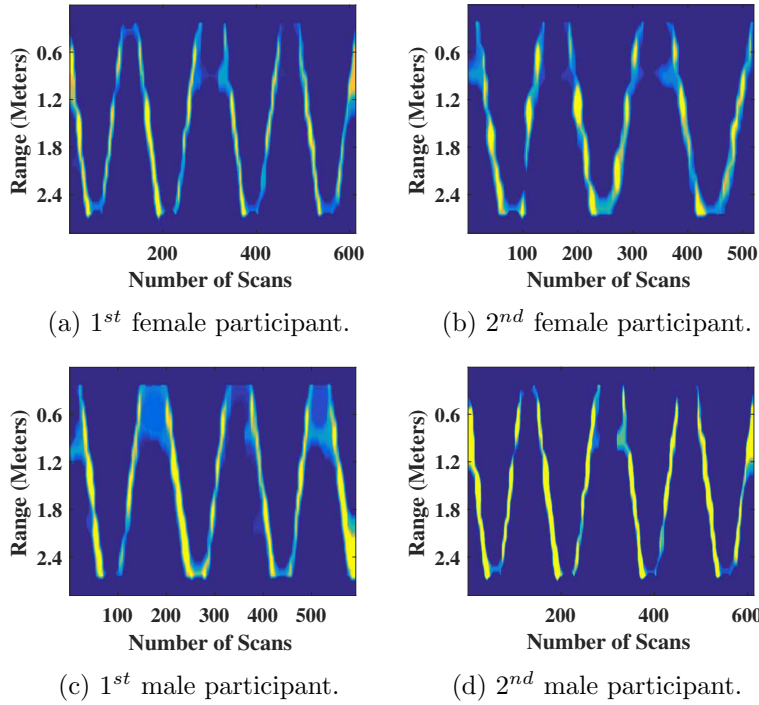 0.6
1.2
1.8
2.4
Range (Meters)
200 400 600
Number of Scans
(a) 1st female participant.
0.6
1.2
1.8
2.4
Range (Meters)
100 200 300 400 500
Number of Scans
(b) 2nd female participant.
0.6
1.2
1.8
2.4
Range (Meters)
100 200 300 400 500
Number of Scans
(c) 1st male participant.
0.6
1.2
1.8
2.4
Range (Meters)
200 400 600
Number of Scans
(d) 2nd male participant.